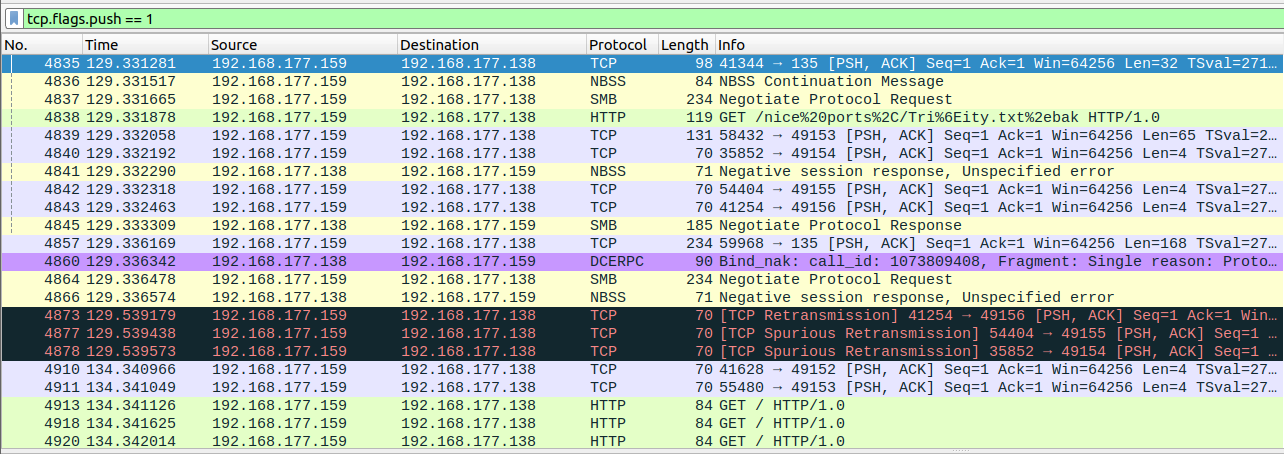 tcp.flags.push == 1
No. Time Source Destination Protocol Length Info
4835 129.331281 192.168.177.159 192.168.177.138 TCP 98 41344 → 135 [PSH, ACK] Seq=1 Ack=1 Win=64256 Len=32 TSval=271…
4836 129.331517 192.168.177.159 192.168.177.138 NBSS 84 NBSS Continuation Message
4837 129.331665 192.168.177.159 192.168.177.138 SMB 234 Negotiate Protocol Request
4838 129.331878 192.168.177.159 192.168.177.138 HTTP 119 GET /nice%20ports%2C/Tri%6Eity.txt%2ebak HTTP/1.0
4839 129.332058 192.168.177.159 192.168.177.138 TCP 131 58432 → 49153 [PSH, ACK] Seq=1 Ack=1 Win=64256 Len=65 TSval=2…
4840 129.332192 192.168.177.159 192.168.177.138 TCP 70 35852 → 49154 [PSH, ACK] Seq=1 Ack=1 Win=64256 Len=4 TSval=27…
4841 129.332290 192.168.177.138 192.168.177.159 NBSS 71 Negative session response, Unspecified error
4842 129.332318 192.168.177.159 192.168.177.138 TCP 70 54404 → 49155 [PSH, ACK] Seq=1 Ack=1 Win=64256 Len=4 TSval=27…
4843 129.332463 192.168.177.159 192.168.177.138 TCP 70 41254 → 49156 [PSH, ACK] Seq=1 Ack=1 Win=64256 Len=4 TSval=27…
4845 129.333309 192.168.177.138 192.168.177.159 SMB 185 Negotiate Protocol Response
4857 129.336169 192.168.177.159 192.168.177.138 TCP 234 59968 → 135 [PSH, ACK] Seq=1 Ack=1 Win=64256 Len=168 TSval=27…
4860 129.336342 192.168.177.138 192.168.177.159 DCERPC 90 Bind_nak: call_id: 1073809408, Fragment: Single reason: Proto…
4864 129.336478 192.168.177.159 192.168.177.138 SMB 234 Negotiate Protocol Request
4866 129.336574 192.168.177.138 192.168.177.159 NBSS 71 Negative session response, Unspecified error
4873 129.539179 192.168.177.159 192.168.177.138 TCP 70 [TCP Retransmission] 41254 → 49156 [PSH, ACK] Seq=1 Ack=1 Win…
4877 129.539438 192.168.177.159 192.168.177.138 TCP 70 [TCP Spurious Retransmission] 54404 → 49155 [PSH, ACK] Seq=1 …
4878 129.539573 192.168.177.159 192.168.177.138 TCP 70 [TCP Spurious Retransmission] 35852 → 49154 [PSH, ACK] Seq=1 …
4910 134.340966 192.168.177.159 192.168.177.138 TCP 70 41628 → 49152 [PSH, ACK] Seq=1 Ack=1 Win=64256 Len=4 TSval=27…
4911 134.341049 192.168.177.159 192.168.177.138 TCP 70 55480 → 49153 [PSH, ACK] Seq=1 Ack=1 Win=64256 Len=4 TSval=27…
4913 134.341126 192.168.177.159 192.168.177.138 HTTP 84 GET / HTTP/1.0
4918 134.341625 192.168.177.159 192.168.177.138 HTTP 84 GET / HTTP/1.0
4920 134.342014 192.168.177.159 192.168.177.138 HTTP 84 GET / HTTP/1.0